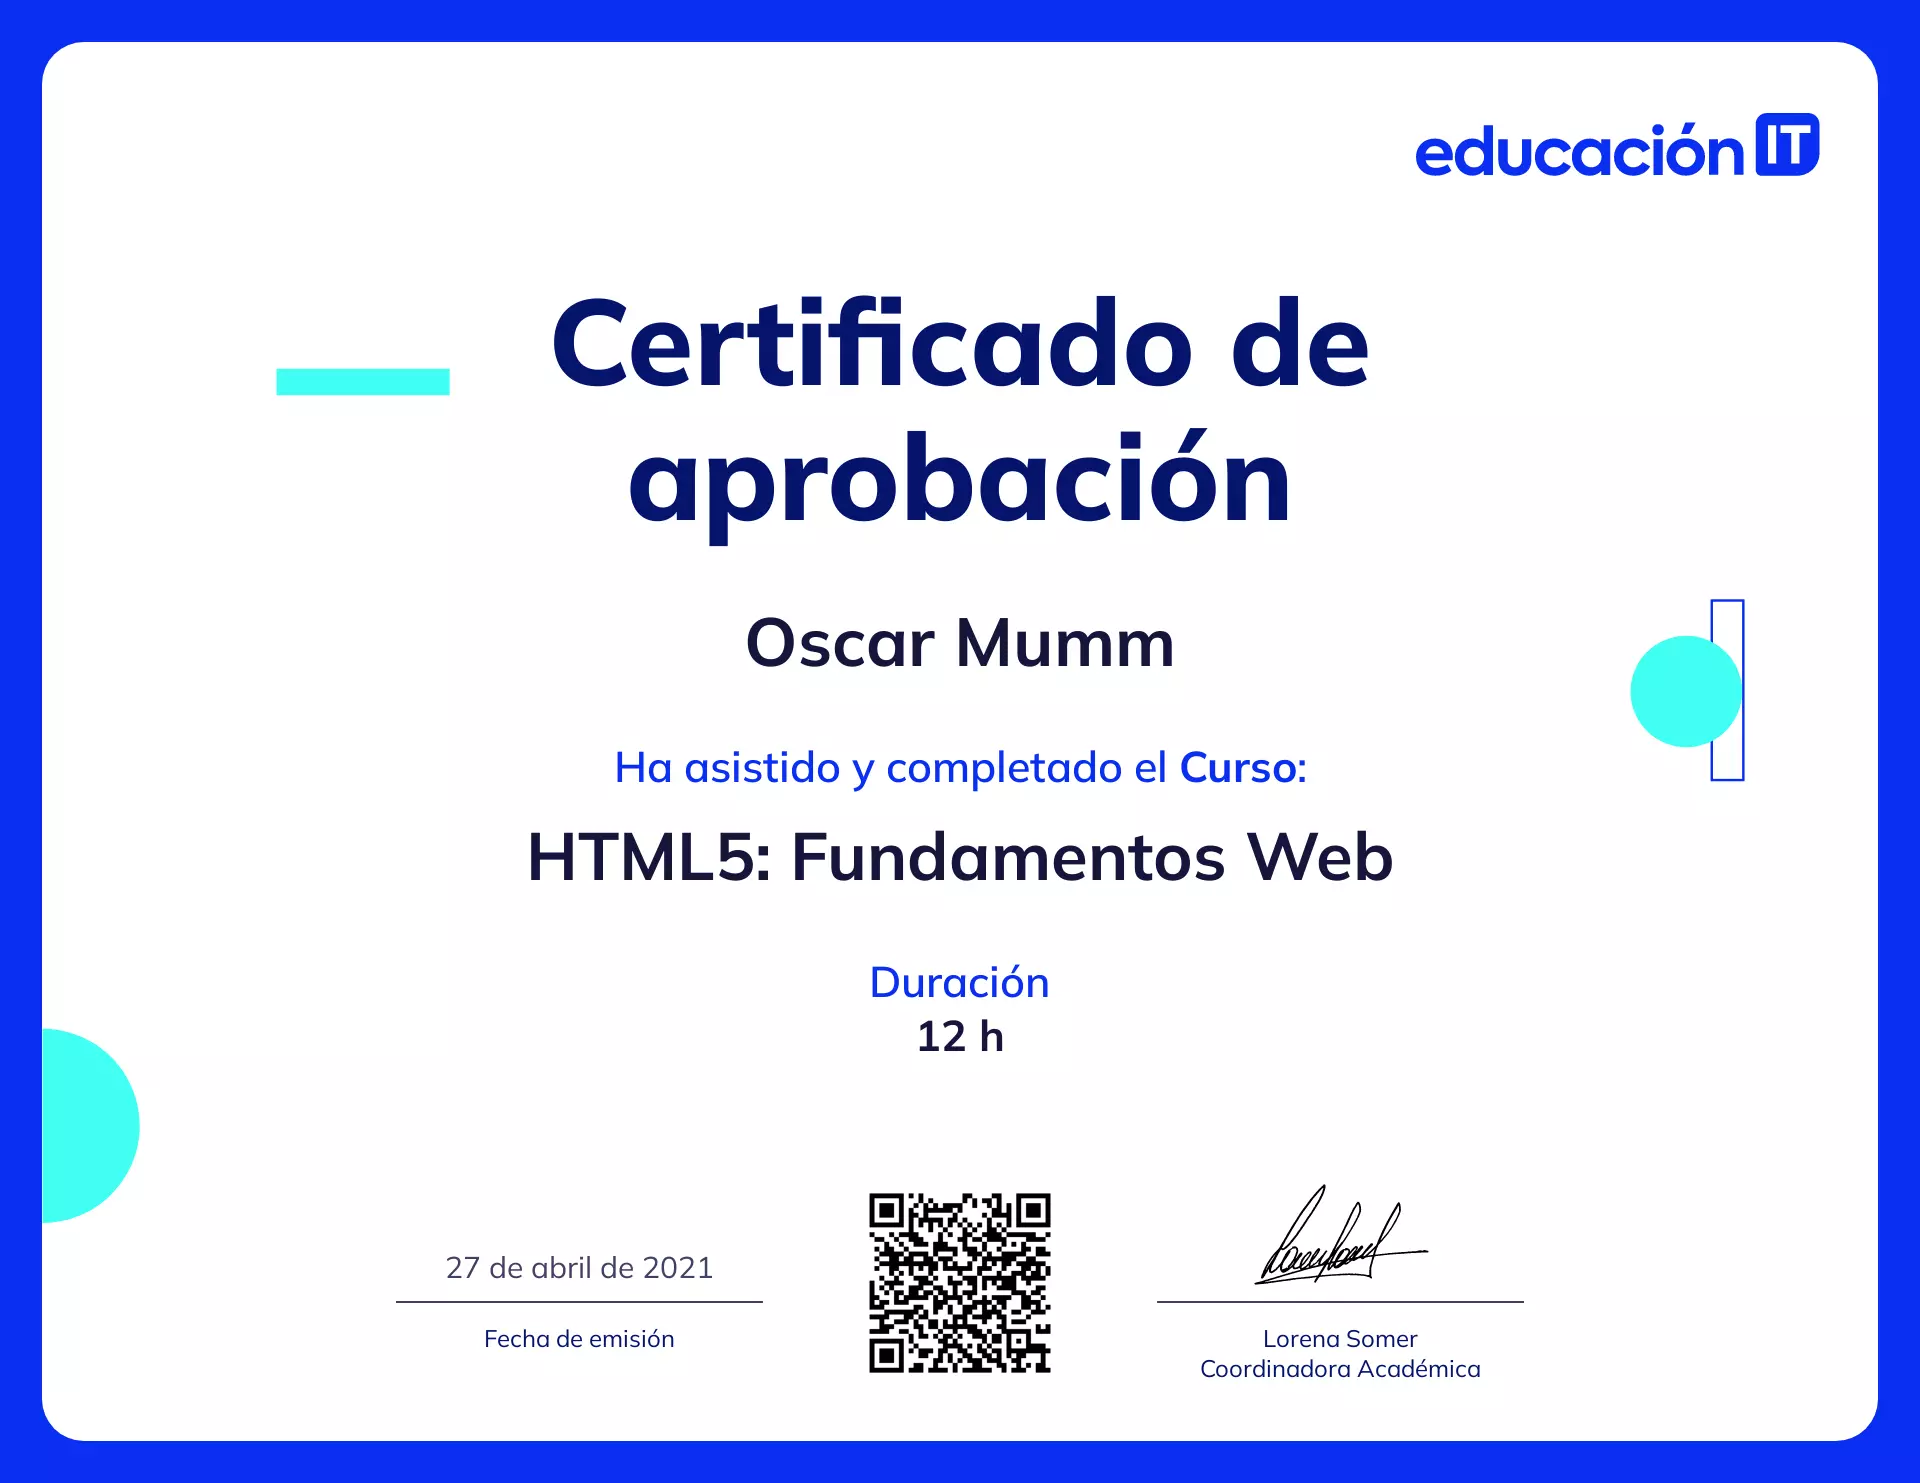 educación IT
Certificado de
aprobación
Oscar Mumm
Ha asistido y completado el Curso:
HTML5: Fundamentos Web
Duración
12 h
27 de abril de 2021
Fecha de emisión
Lorena Somer
Coordinadora Académica